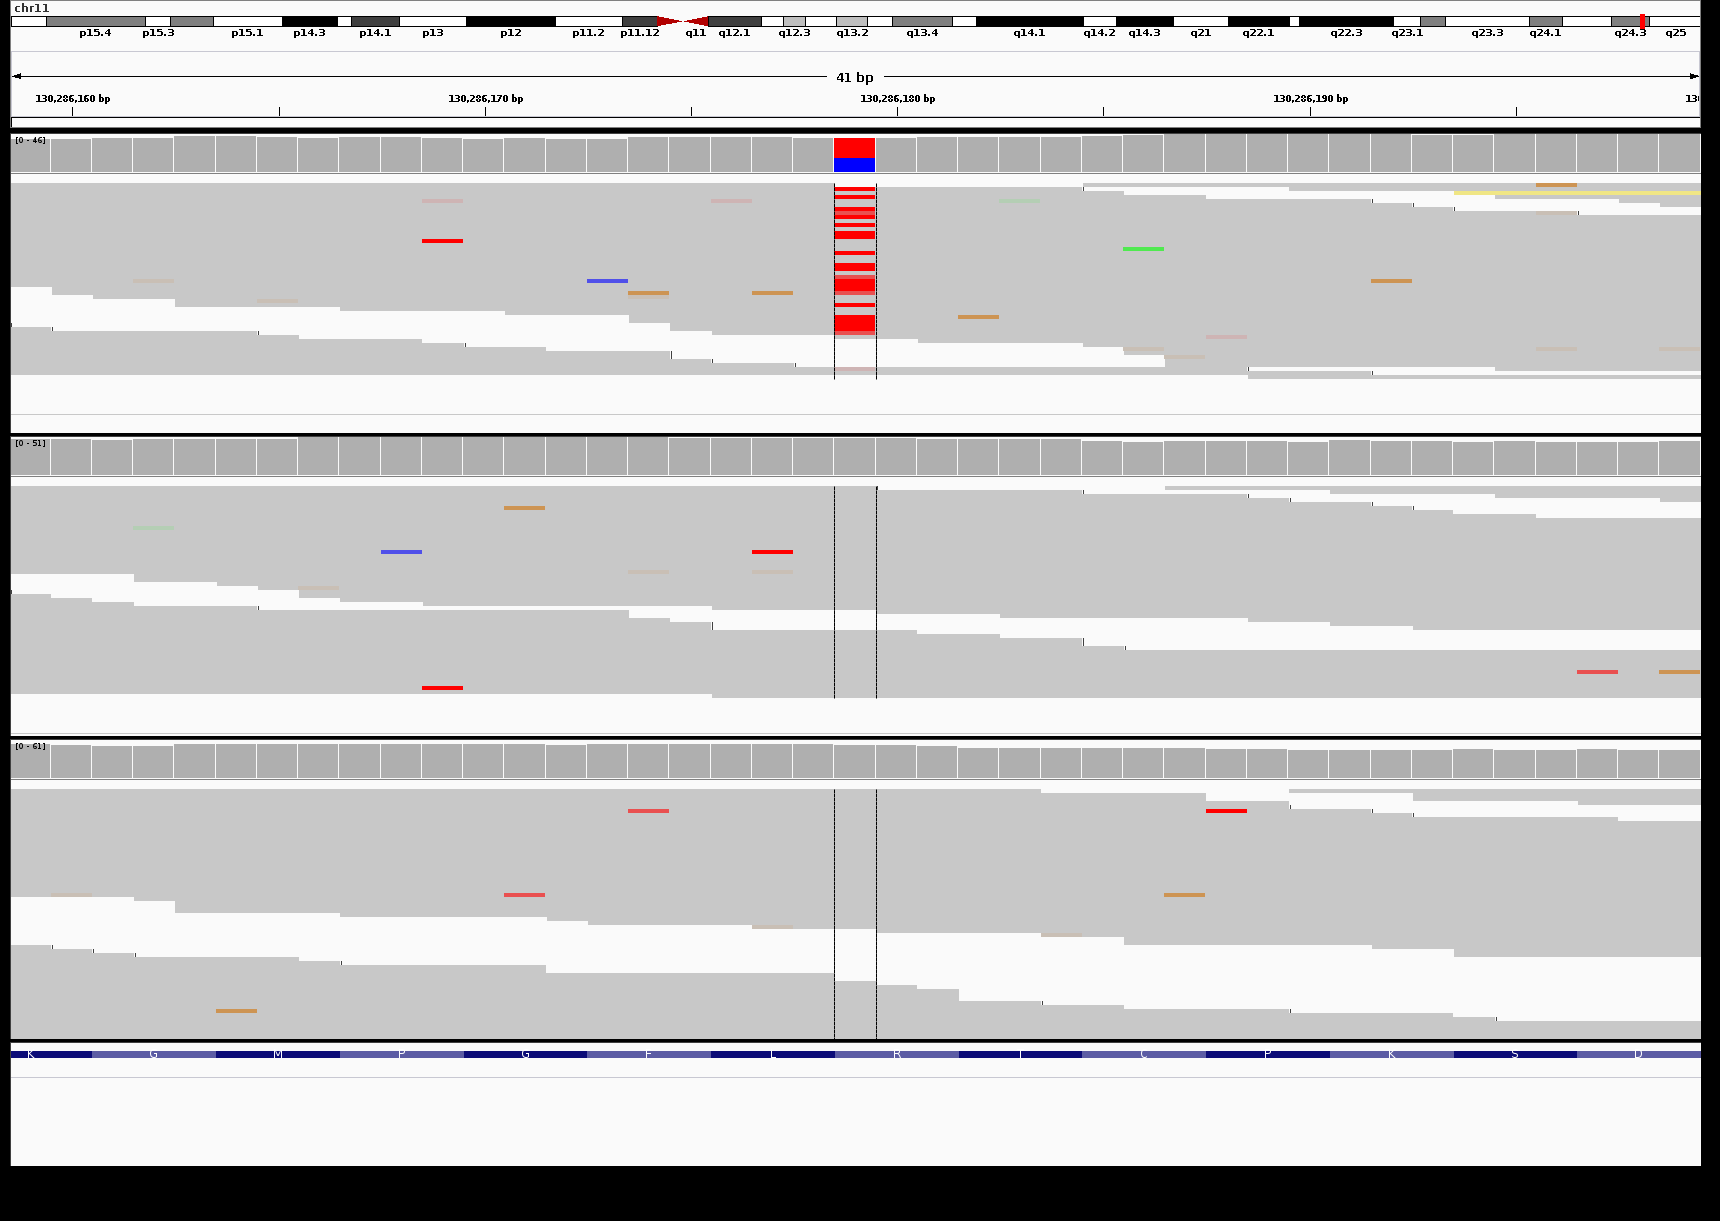 chr11
p15.4 p15.3 p15.1 p14.3 p14.1 p13 p12 p11.2 p11.12 q11 q12.1 q12.3 q13.2 q13.4 q14.1 q14.2 q14.3 q21 q22.1 q22.3 q23.1 q23.3 q24.1 q24.3 q25
41 bp
130,286,160 bp 130,286,170 bp 130,286,180 bp 130,286,190 bp 130
[0 - 46]
[0 - 51]
[0 - 61]
K G M P G F L R I C P K S D